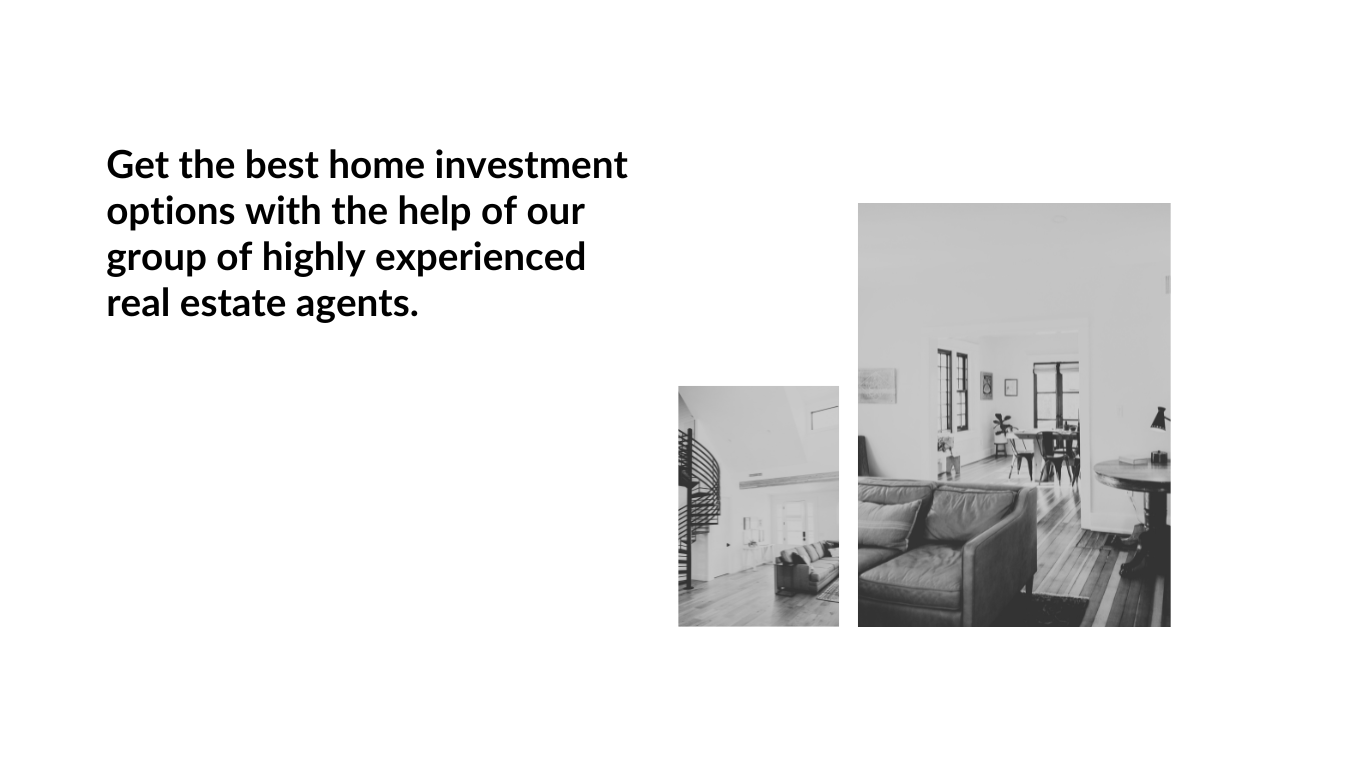 Get the best home investment
options with the help of our
group of highly experienced
real estate agents.